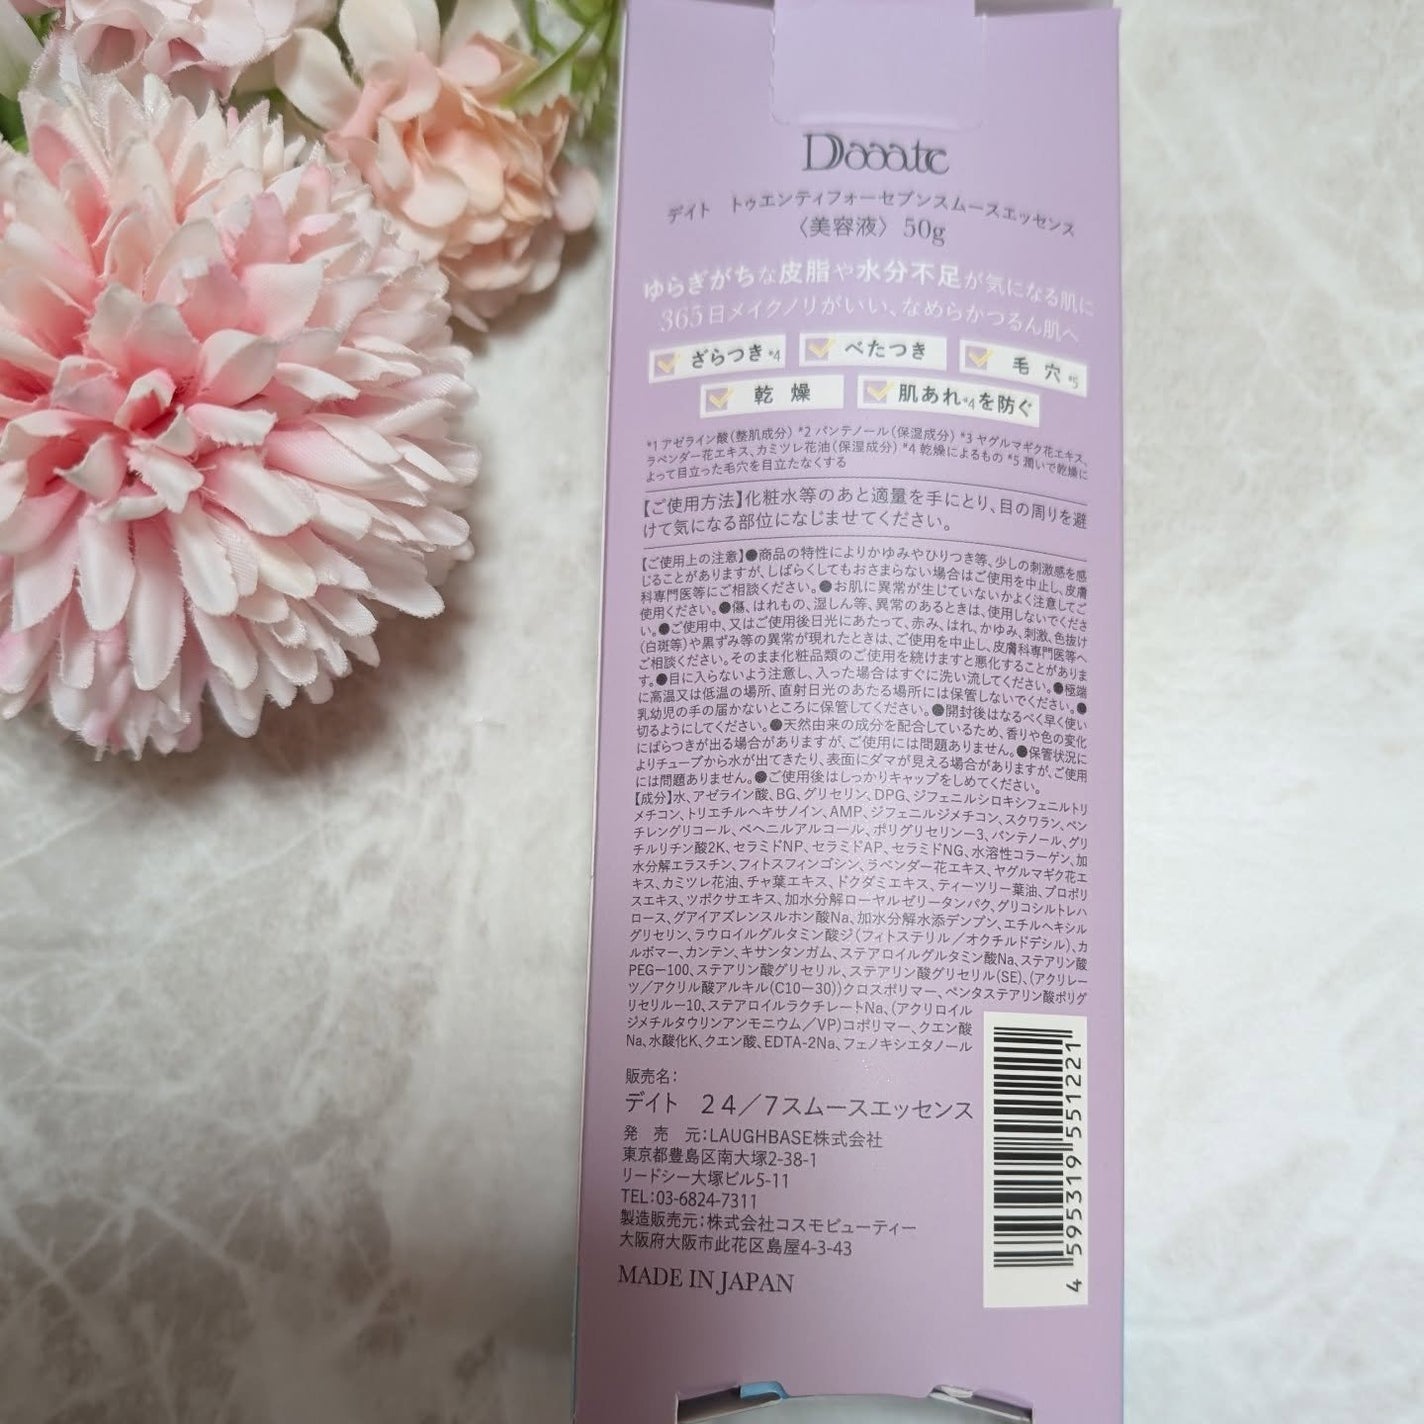 Daaatc
デイト トゥエンティフォーセブンスムースエッセンス
〈美容液〉50g
ゆらぎがちな皮脂や水分不足が気になる肌に
365日メイクノリがいい、なめらかつるん肌へ
ざらつき*4 べたつき 毛穴*5
乾燥 肌あれ*4を防ぐ
*1 アゼライン酸(整肌成分) *2 パンテノール(保湿成分) *3 ヤグルマギク花エキス、
ラベンダー花エキス、カミツレ花油(保湿成分) *4 乾燥によるもの *5 潤いで乾燥に
よって目立った毛穴を目立たなくする
【ご使用方法】化粧水等のあと適量を手にとり、目の周りを避
けて気になる部位になじませてください。
【ご使用上の注意】●商品の特性によりかゆみやひりつき等、少しの刺激感を感
じることがありますが、しばらくしてもおさまらない場合はご使用を中止し、皮膚
科専門医等にご相談ください。●お肌に異常が生じていないかよく注意してご
使用ください。●傷、はれもの、湿しん等、異常のあるときは、使用しないでくださ
い。●ご使用中、又はご使用後日光にあたって、赤み、はれ、かゆみ、刺激、色抜け
(白斑等)や黒ずみ等の異常が現れたときは、ご使用を中止し、皮膚科専門医等へ
ご相談ください。そのまま化粧品類のご使用を続けますと悪化することがありま
す。●目に入らないよう注意し、入った場合はすぐに洗い流してください。●極端
に高温又は低温の場所、直射日光のあたる場所には保管しないでください。●
乳幼児の手の届かないところに保管してください。●開封後はなるべく早く使い
切るようにしてください。●天然由来の成分を配合しているため、香りや色の変化
にばらつきが出る場合がありますが、ご使用には問題ありません。●保管状況に
よりチューブから水が出てきたり、表面にダマが見える場合がありますが、ご使用
には問題ありません。●ご使用後はしっかりキャップをしめてください。
【成分】水、アゼライン酸、BG、グリセリン、DPG、ジフェニルシロキシフェニルトリ
メチコン、トリエチルヘキサノイン、AMP、ジフェニルジメチコン、スクワラン、ペン
チレングリコール、ベヘニルアルコール、ポリグリセリン-3、パンテノール、グリ
チルリチン酸2K、セラミドNP、セラミドAP、セラミドNG、水溶性コラーゲン、加
水分解エラスチン、フィトスフィンゴシン、ラベンダー花エキス、ヤグルマギク花エ
キス、カミツレ花油、チャ葉エキス、ドクダミエキス、ティーツリー葉油、プロポリ
スエキス、ツボクサエキス、加水分解ローヤルゼリータンパク、グリコシルトレハ
ロース、グアイアズレンスルホン酸Na、加水分解水添デンプン、エチルヘキシル
グリセリン、ラウロイルグルタミン酸ジ(フィトステリル/オクチルドデシル)、カ
ルボマー、カンテン、キサンタンガム、ステアロイルグルタミン酸Na、ステアリン酸
PEG-100、ステアリン酸グリセリル、ステアリン酸グリセリル(SE)、(アクリレー
ツ/アクリル酸アルキル(C10-30))クロスポリマー、ペンタステアリン酸ポリグ
リセリル-10、ステアロイルラクチレートNa、(アクリロイル
ジメチルタウリンアンモニウム/VP)コポリマー、クエン酸
Na、水酸化K、クエン酸、EDTA-2Na、フェノキシエタノール
販売名:
デイト 24/7スムースエッセンス
発売元:LAUGHBASE株式会社
東京都豊島区南大塚2-38-1
リードシー大塚ビル5-11
TEL:03-6824-7311
製造販売元:株式会社コスモビューティー
大阪府大阪市此花区島屋4-3-43
MADE IN JAPAN
4 595319 551221